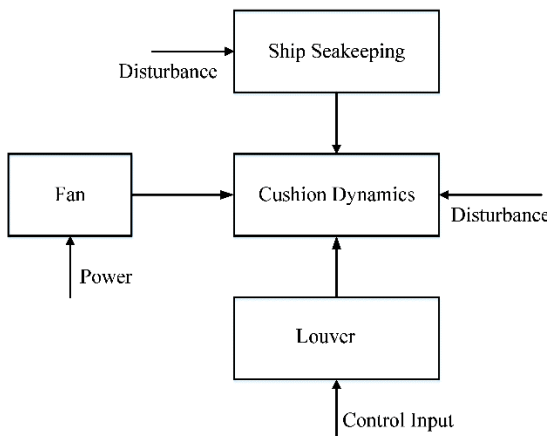 Ship Seakeeping
Disturbance
Fan
Cushion Dynamics
Disturbance
Power
Louver
Control Input